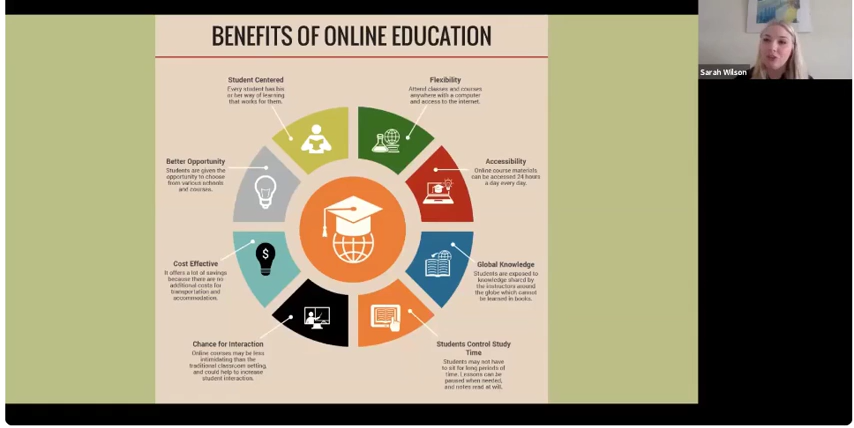 BENEFITS OF ONLINE EDUCATION
Sarah Wilson
Student Centered
Every student has his
or her way of learning
that works for them.
Flexibility
Attend classes and courses
anywhere with a computer
and access to the internet.
Better Opportunity
Students are given the
opportunity to choose
from various schools
and courses.
Accessibility
Online course materials
can be accessed 24 hours
a day every day.
Cost Effective
It offers a lot of savings
because there are no
additional costs for
transportation and
accommodation.
$
Global Knowledge
Students are exposed to
knowledge shared by
the instructors around
the globe which cannot
be learned in books.
Chance for Interaction
Online courses may be less
intimidating than the
traditional classroom setting,
and could help to increase
student interaction.
Students Control Study
Time
Students may not have
to sit for long periods of
time. Lessons can be
paused when needed,
and notes read at will.